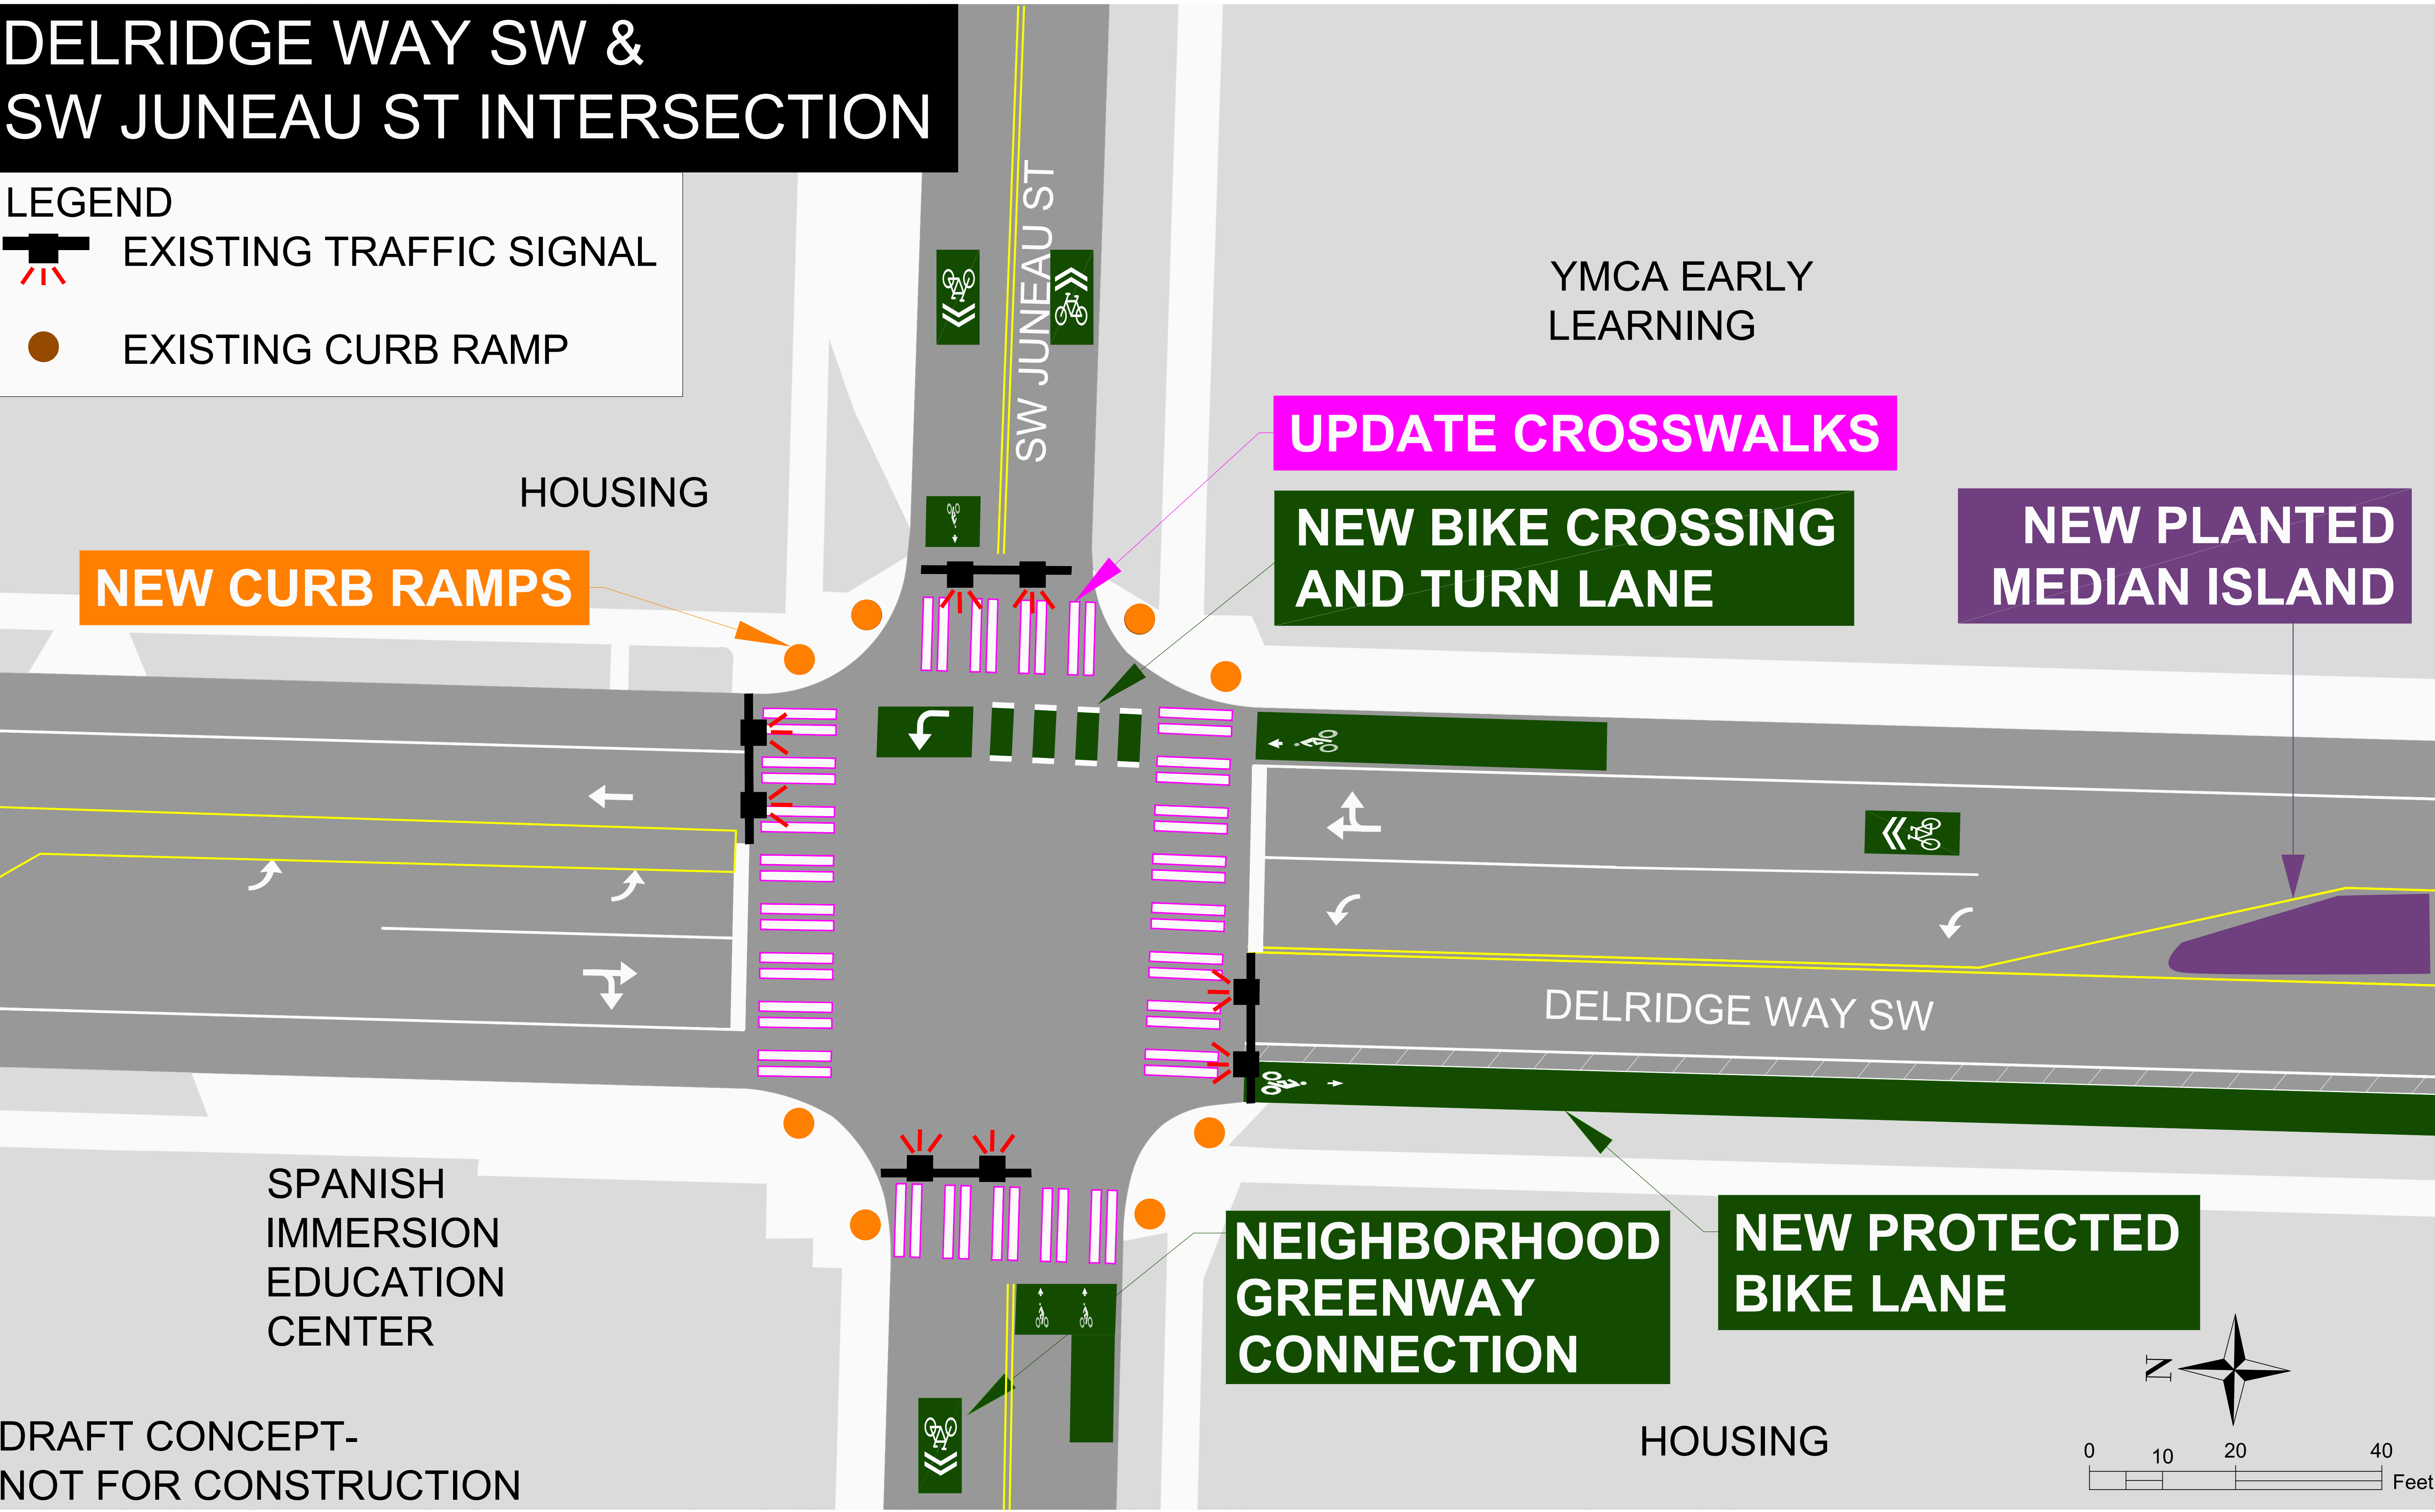 DELRIDGE WAY SW &
SW JUNEAU ST INTERSECTION
LEGEND
EXISTING TRAFFIC SIGNAL
EXISTING CURB RAMP
SW JUNEAU ST
YMCA EARLY
LEARNING
HOUSING
UPDATE CROSSWALKS
NEW BIKE CROSSING
AND TURN LANE
NEW PLANTED
MEDIAN ISLAND
NEW CURB RAMPS
DELRIDGE WAY SW
SPANISH
IMMERSION
EDUCATION
CENTER
NEIGHBORHOOD
GREENWAY
CONNECTION
NEW PROTECTED
BIKE LANE
N
HOUSING
DRAFT CONCEPT-
NOT FOR CONSTRUCTION
0 10 20 40
Feet